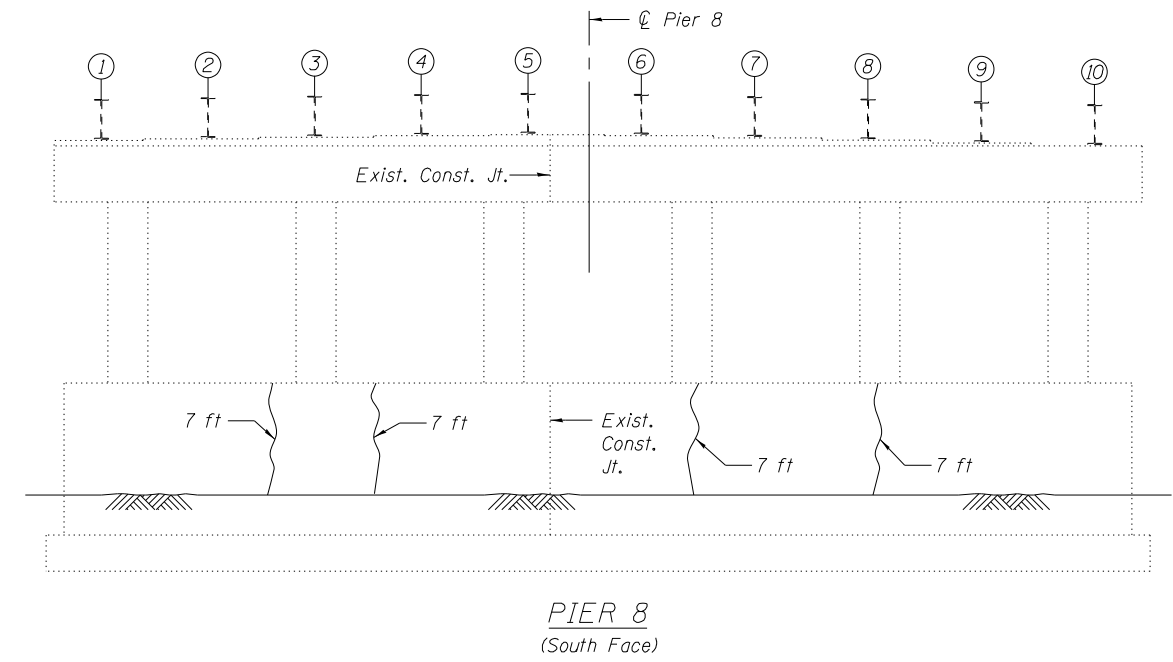 ℄ Pier 8
1 2 3 4 5 6 7 8 9 10
Exist. Const. Jt.
7 ft
7 ft
Exist.
Const.
Jt.
7 ft
7 ft
PIER 8
(South Face)